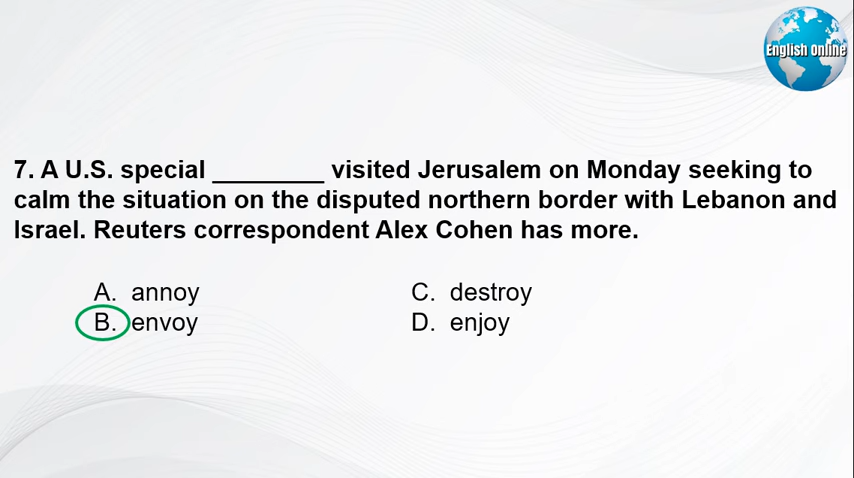 English Online
7. A U.S. special ________ visited Jerusalem on Monday seeking to
calm the situation on the disputed northern border with Lebanon and
Israel. Reuters correspondent Alex Cohen has more.
A. annoy
B. envoy
C. destroy
D. enjoy